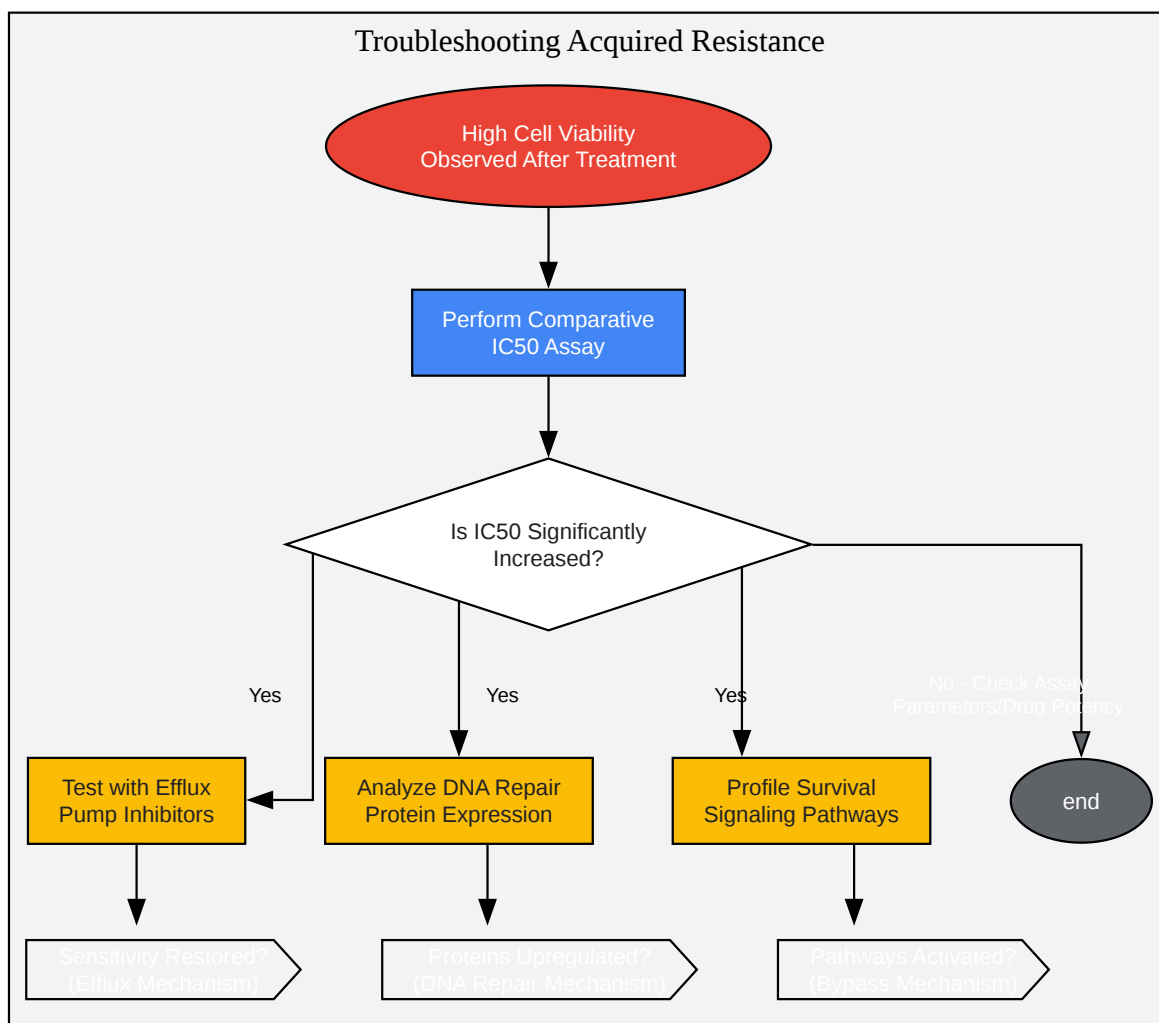 Troubleshooting Acquired Resistance
High Cell Viability
Observed After Treatment
Perform Comparative
IC50 Assay
Is IC50 Significantly
Increased?
Yes
Yes
Yes
No - Check Assay
Parameters/Drug Potency
Test with Efflux
Pump Inhibitors
Analyze DNA Repair
Protein Expression
Profile Survival
Signaling Pathways
end
Sensitivity Restored?
(Efflux Mechanism)
Proteins Upregulated?
(DNA Repair Mechanism)
Pathways Activated?
(Bypass Mechanism)